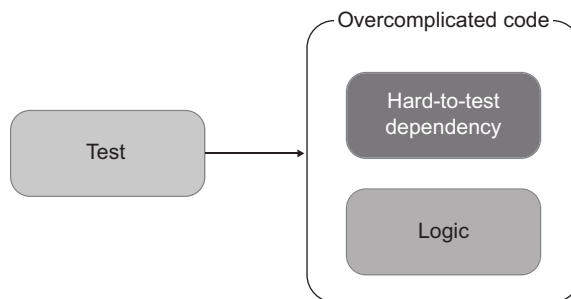 Overcomplicated code
Hard-to-test
dependency
Test
Logic